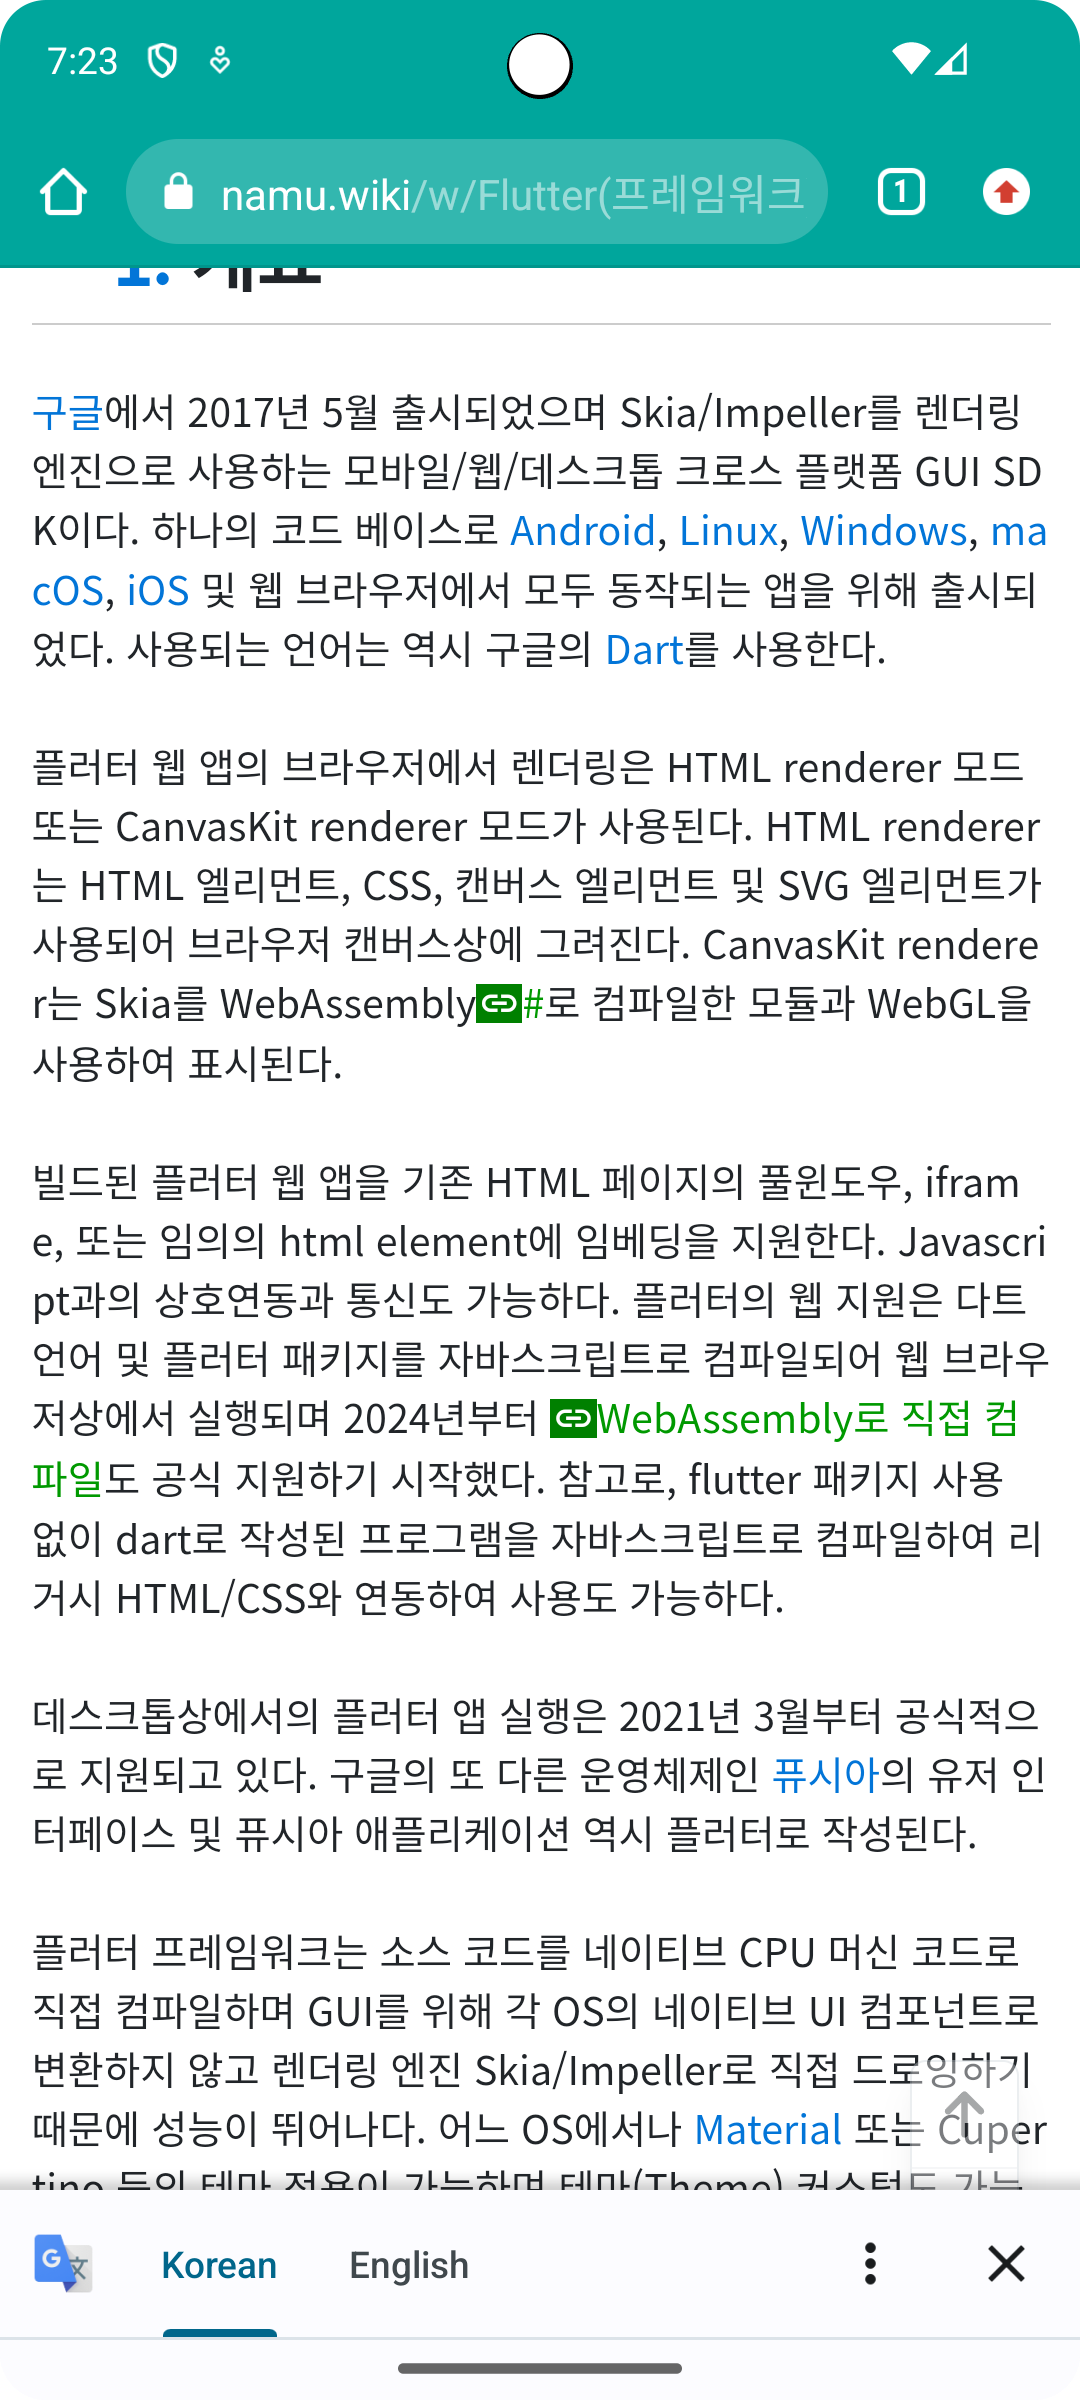 7:23
namu.wiki/w/Flutter(프레임워크
1
1. 개요
구글에서 2017년 5월 출시되었으며 Skia/Impeller를 렌더링
엔진으로 사용하는 모바일/웹/데스크톱 크로스 플랫폼 GUI SD
K이다. 하나의 코드 베이스로 Android, Linux, Windows, ma
cOS, iOS 및 웹 브라우저에서 모두 동작되는 앱을 위해 출시되
었다. 사용되는 언어는 역시 구글의 Dart를 사용한다.
플러터 웹 앱의 브라우저에서 렌더링은 HTML renderer 모드
또는 CanvasKit renderer 모드가 사용된다. HTML renderer
는 HTML 엘리먼트, CSS, 캔버스 엘리먼트 및 SVG 엘리먼트가
사용되어 브라우저 캔버스상에 그려진다. CanvasKit rendere
r는 Skia를 WebAssembly#로 컴파일한 모듈과 WebGL을
사용하여 표시된다.
빌드된 플러터 웹 앱을 기존 HTML 페이지의 풀윈도우, ifram
e, 또는 임의의 html element에 임베딩을 지원한다. Javascri
pt과의 상호연동과 통신도 가능하다. 플러터의 웹 지원은 다트
언어 및 플러터 패키지를 자바스크립트로 컴파일되어 웹 브라우
저상에서 실행되며 2024년부터 WebAssembly로 직접 컴
파일도 공식 지원하기 시작했다. 참고로, flutter 패키지 사용
없이 dart로 작성된 프로그램을 자바스크립트로 컴파일하여 리
거시 HTML/CSS와 연동하여 사용도 가능하다.
데스크톱상에서의 플러터 앱 실행은 2021년 3월부터 공식적으
로 지원되고 있다. 구글의 또 다른 운영체제인 퓨시아의 유저 인
터페이스 및 퓨시아 애플리케이션 역시 플러터로 작성된다.
플러터 프레임워크는 소스 코드를 네이티브 CPU 머신 코드로
직접 컴파일하며 GUI를 위해 각 OS의 네이티브 UI 컴포넌트로
변환하지 않고 렌더링 엔진 Skia/Impeller로 직접 드로잉하기
때문에 성능이 뛰어나다. 어느 OS에서나 Material 또는 Cuper
tino 등의 테마 적용이 가능하며 테마(Theme) 커스텀도 가능
Korean
English